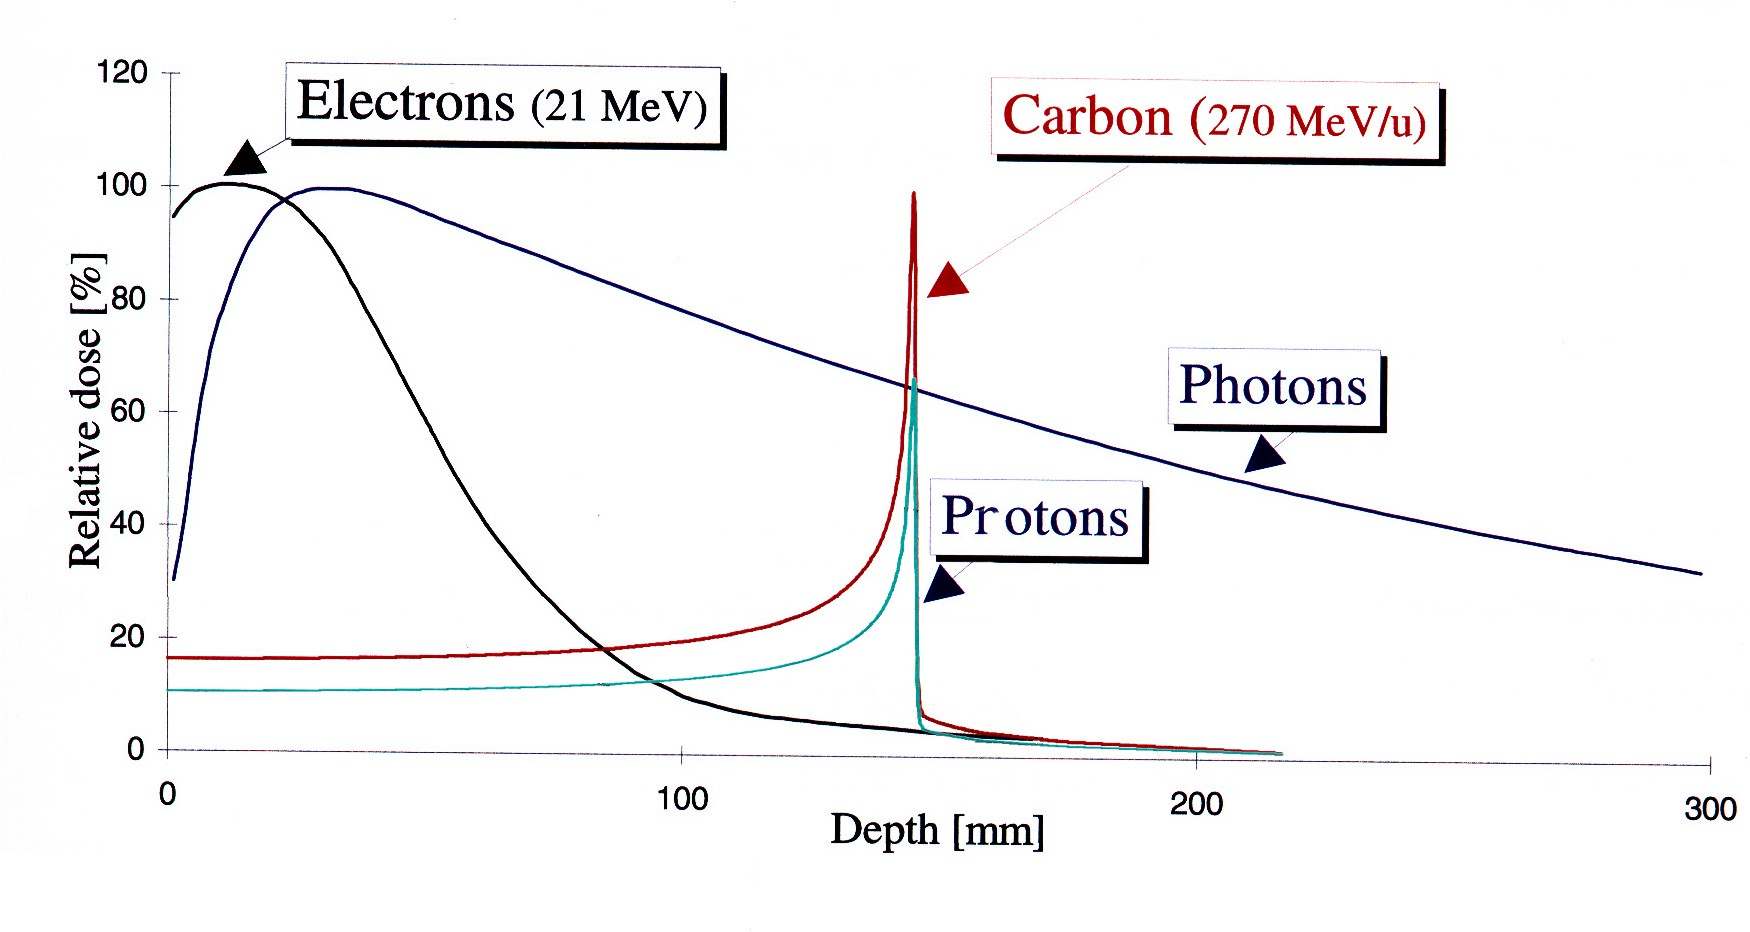 120
Electrons (21 MeV)
Carbon (270 MeV/u)
100
Relative dose [%]
80
Photons
60
Protons
40
20
0
0
100
200
300
Depth [mm]